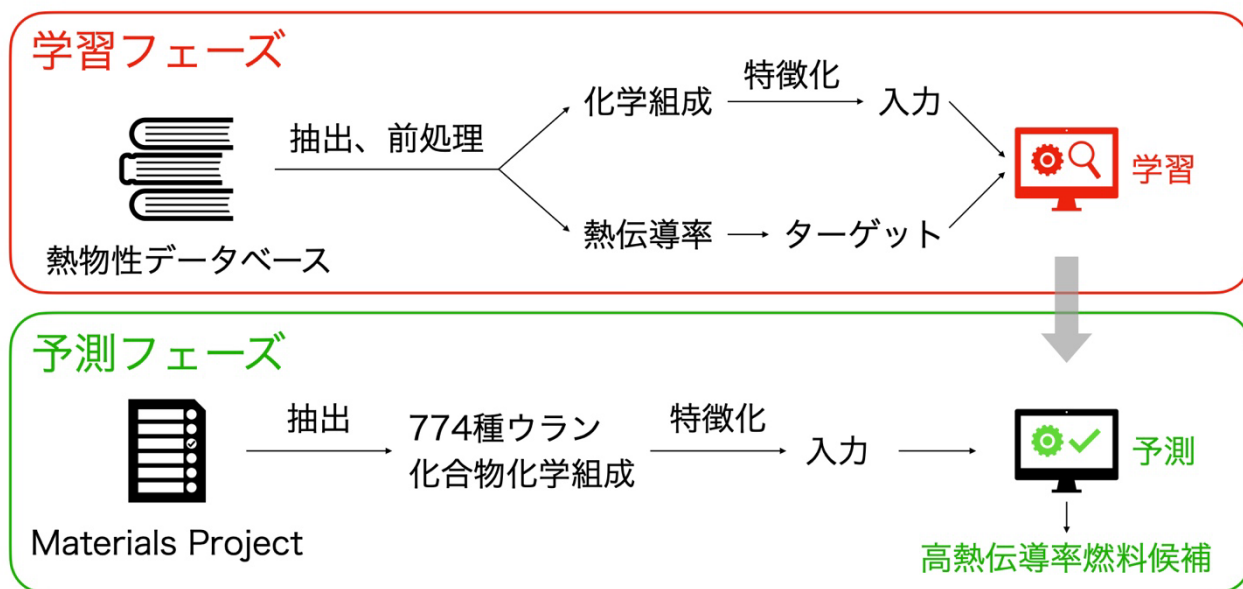 学習フェーズ
熱物性データベース
抽出、前処理
化学組成
特徴化
入力
熱伝導率
ターゲット
学習
予測フェーズ
Materials Project
抽出
774種ウラン
化合物化学組成
特徴化
入力
予測
高熱伝導率燃料候補